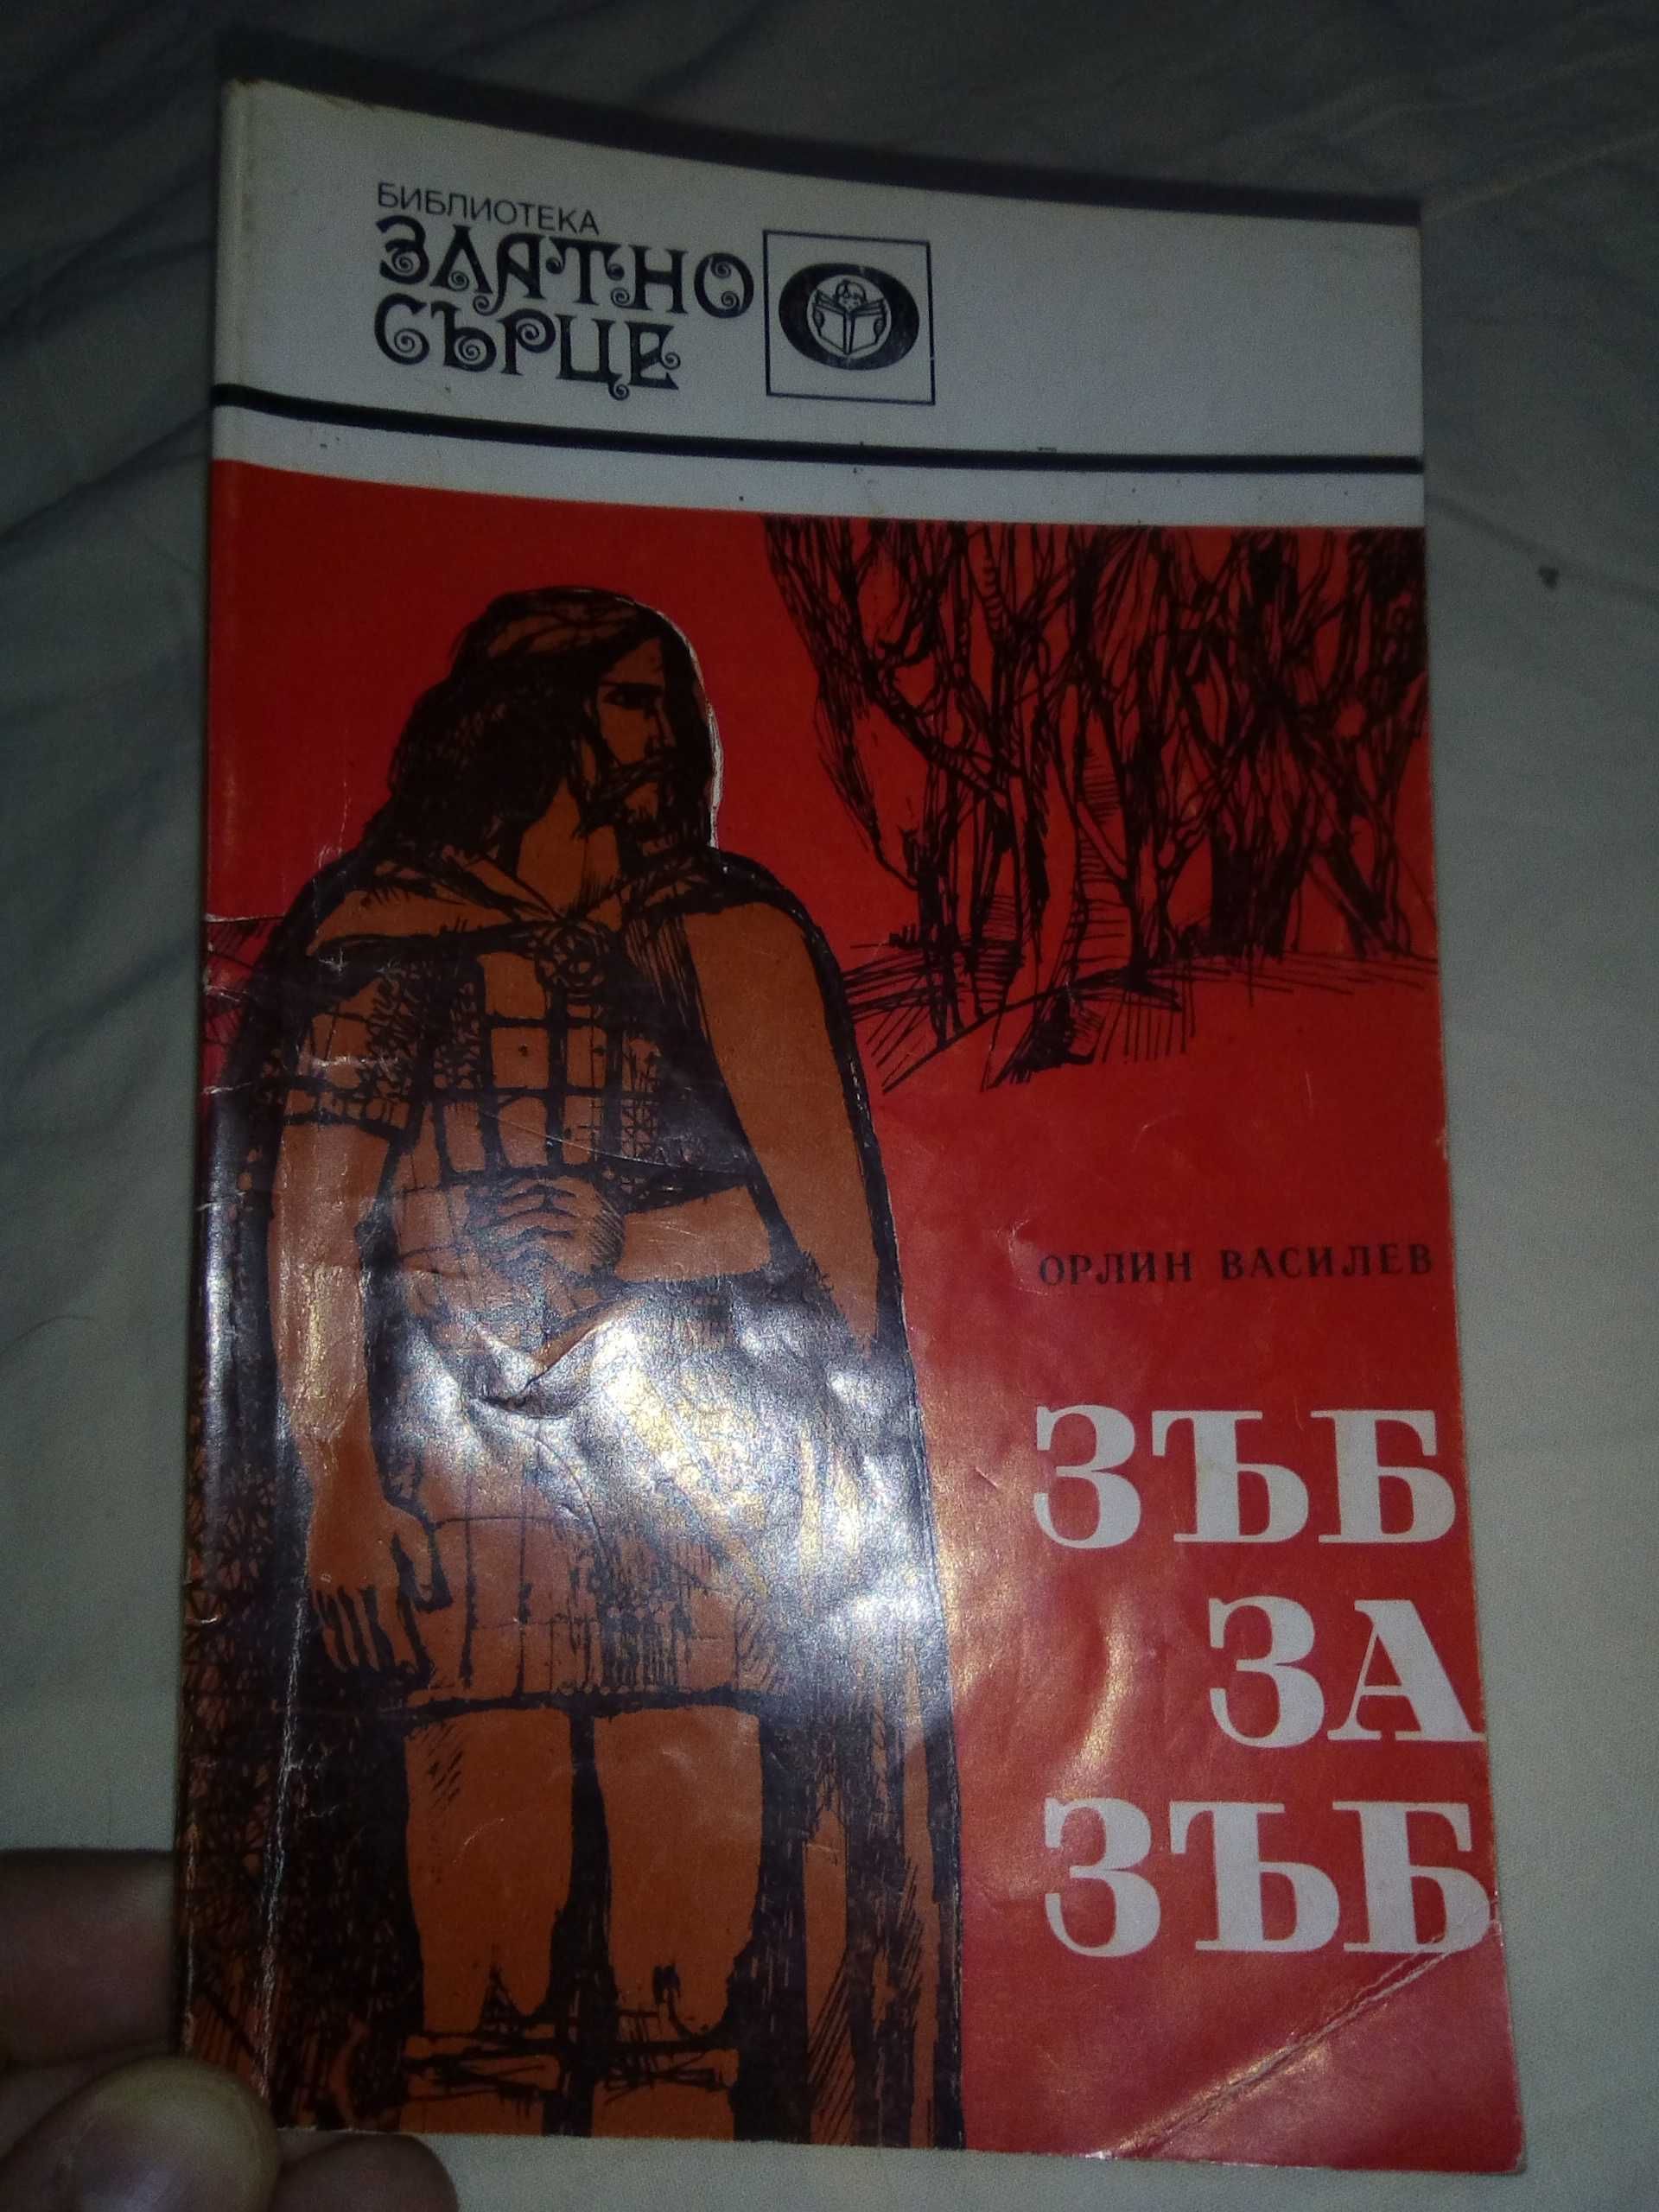 БИБЛИОТЕКА
ЗЛАТНО
СЪРЦЕ
ОРЛИН ВАСИЛЕВ
ЗЪБ
ЗА
ЗЪБ